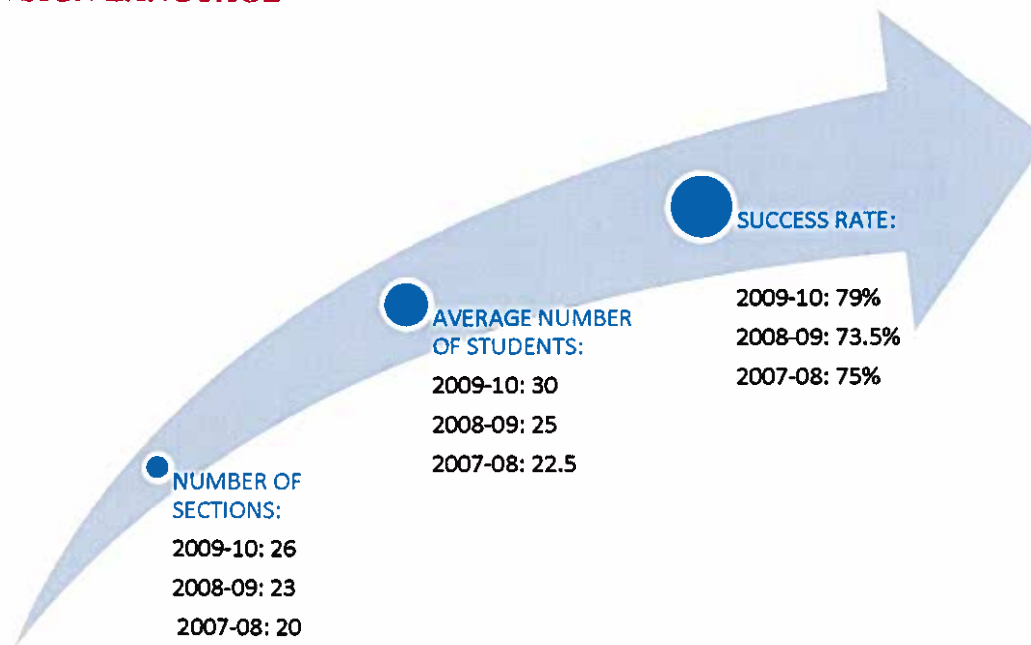 NUMBER OF
SECTIONS:
2009-10: 26
2008-09: 23
2007-08: 20
AVERAGE NUMBER
OF STUDENTS:
2009-10: 30
2008-09: 25
2007-08: 22.5
SUCCESS RATE:
2009-10: 79%
2008-09: 73.5%
2007-08: 75%